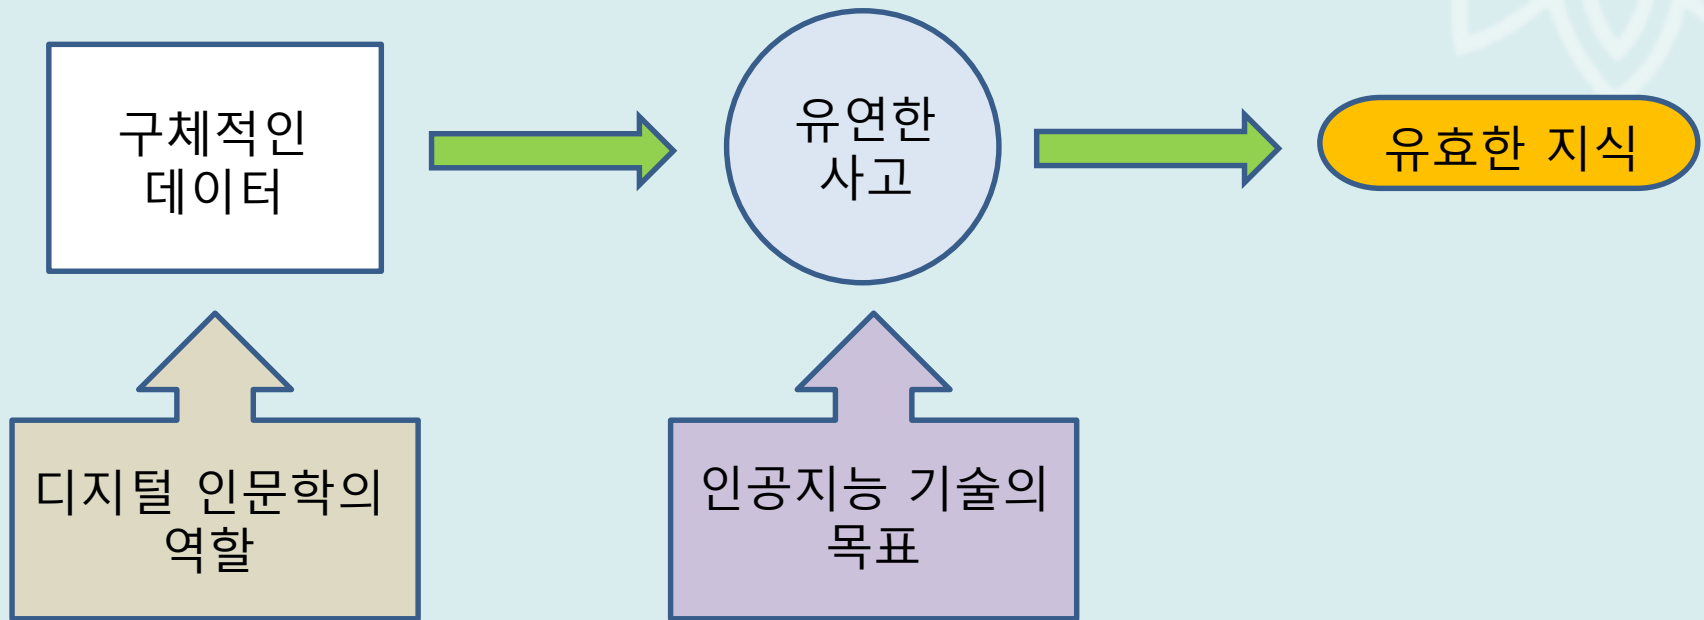 구체적인
데이터
유연한
사고
유효한 지식
디지털 인문학의
역할
인공지능 기술의
목표